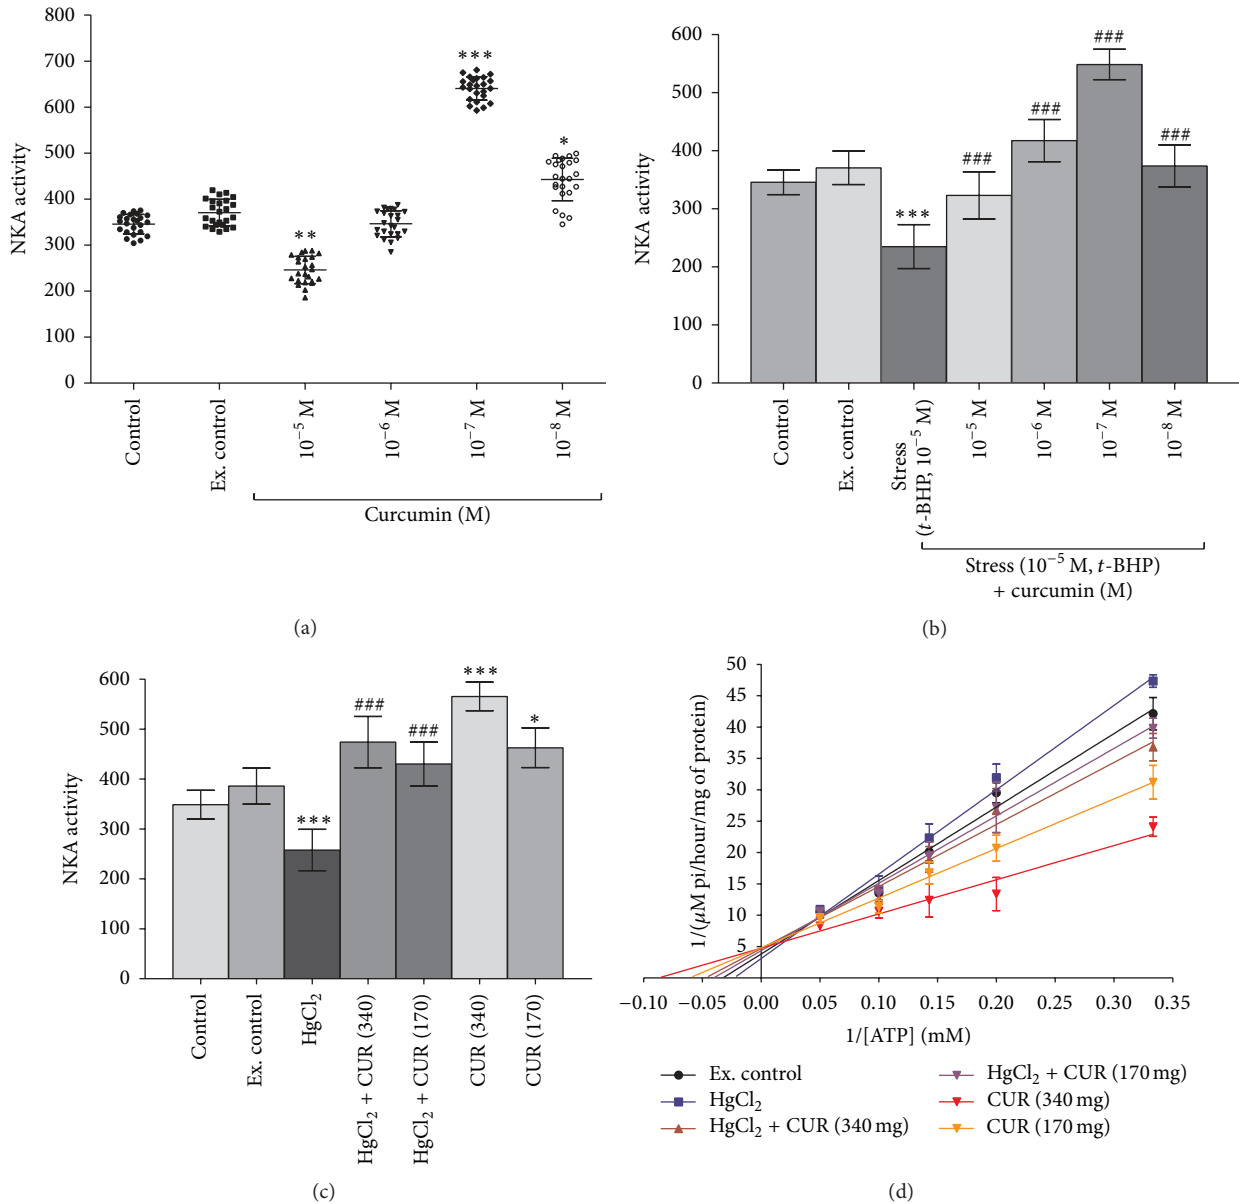 800
700
600
500
400
300
200
100
0
NKA activity
**
***
*
Control
Ex. control
10⁻⁵ M
10⁻⁶ M
10⁻⁷ M
10⁻⁸ M
Curcumin (M)
(a)
600
500
400
300
200
100
0
NKA activity
***
###
###
###
###
Control
Ex. control
Stress
(t-BHP, 10⁻⁵ M)
10⁻⁵ M
10⁻⁶ M
10⁻⁷ M
10⁻⁸ M
Stress (10⁻⁵ M, t-BHP)
+ curcumin (M)
(b)
600
500
400
300
200
100
0
NKA activity
***
###
###
***
*
Control
Ex. control
HgCl₂
HgCl₂ + CUR (340)
HgCl₂ + CUR (170)
CUR (340)
CUR (170)
(c)
50
45
40
35
30
25
20
15
10
5
1/(μM pi/hour/mg of protein)
−0.10 −0.05 0.00 0.05 0.10 0.15 0.20 0.25 0.30 0.35
1/[ATP] (mM)
Ex. control
HgCl₂
HgCl₂ + CUR (340 mg)
HgCl₂ + CUR (170 mg)
CUR (340 mg)
CUR (170 mg)
(d)